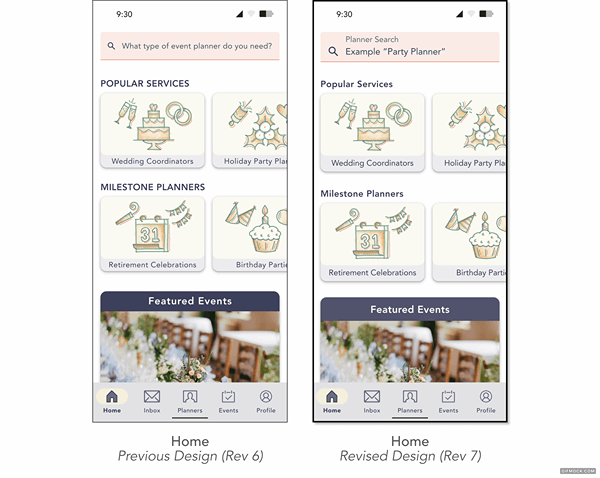 9:30
What type of event planner do you need?
POPULAR SERVICES
Wedding Coordinators
Holiday Party Plan
MILESTONE PLANNERS
31
Retirement Celebrations
Birthday Partie
Featured Events
Home
Inbox
Planners
Events
Profile
Home
Previous Design (Rev 6)
9:30
Planner Search
Example “Party Planner”
Popular Services
Wedding Coordinators
Holiday Party Plan
Milestone Planners
31
Retirement Celebrations
Birthday Partie
Featured Events
Home
Inbox
Planners
Events
Profile
Home
Revised Design (Rev 7)
GIFMOCK.COM